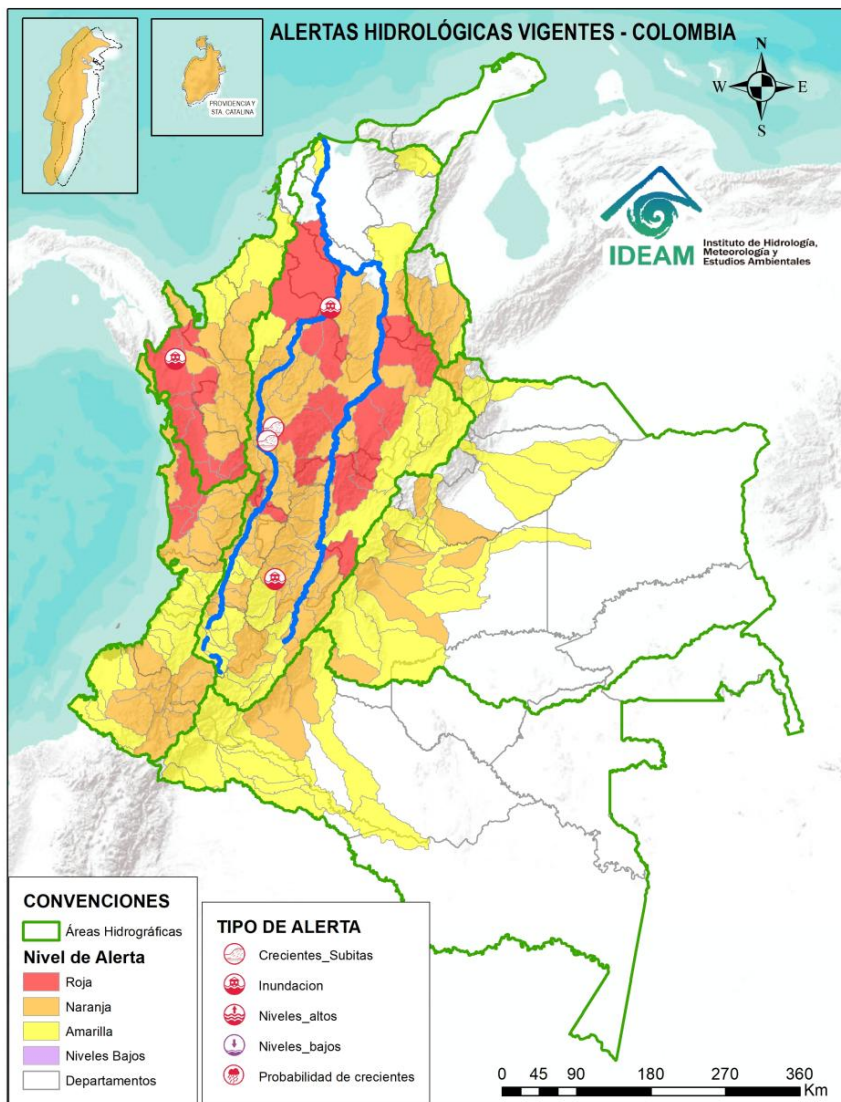 ALERTAS HIDROLÓGICAS VIGENTES - COLOMBIA
PROVIDENCIA Y
STA. CATALINA
N
W
E
S
IDEAM
Instituto de Hidrología,
Meteorología y
Estudios Ambientales
CONVENCIONES
Áreas Hidrográficas
Nivel de Alerta
Roja
Naranja
Amarilla
Niveles Bajos
Departamentos
TIPO DE ALERTA
Crecientes_Subitas
Inundacion
Niveles_altos
Niveles_bajos
Probabilidad de crecientes
0 45 90 180 270 360
Km